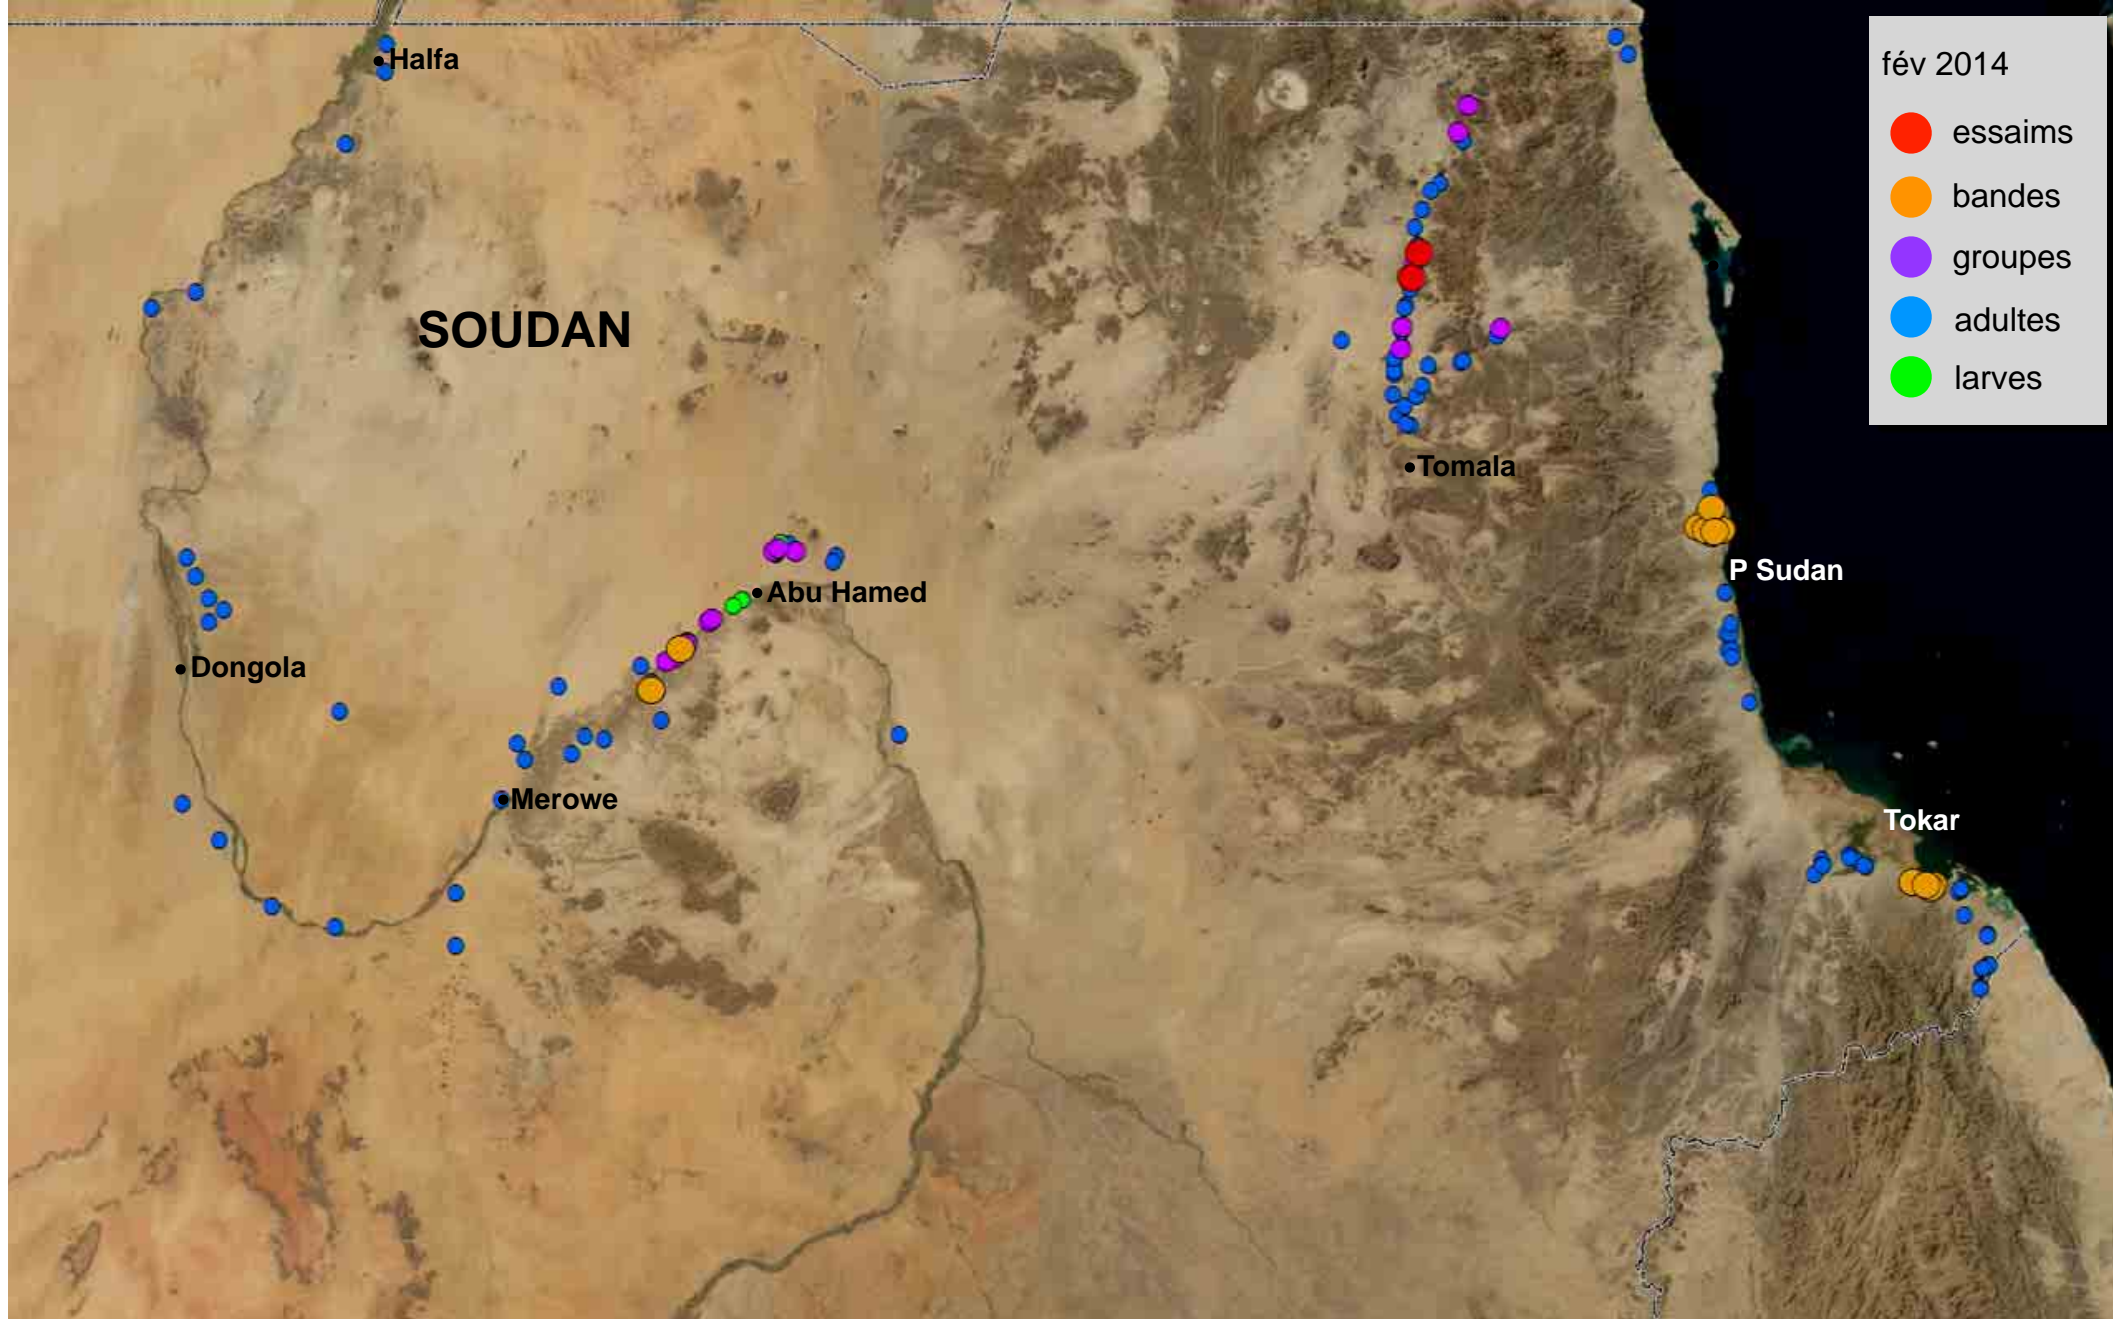 Halfa
fév 2014
essaims
bandes
groupes
adultes
larves
SOUDAN
Tomala
P Sudan
Abu Hamed
Dongola
Merowe
Tokar